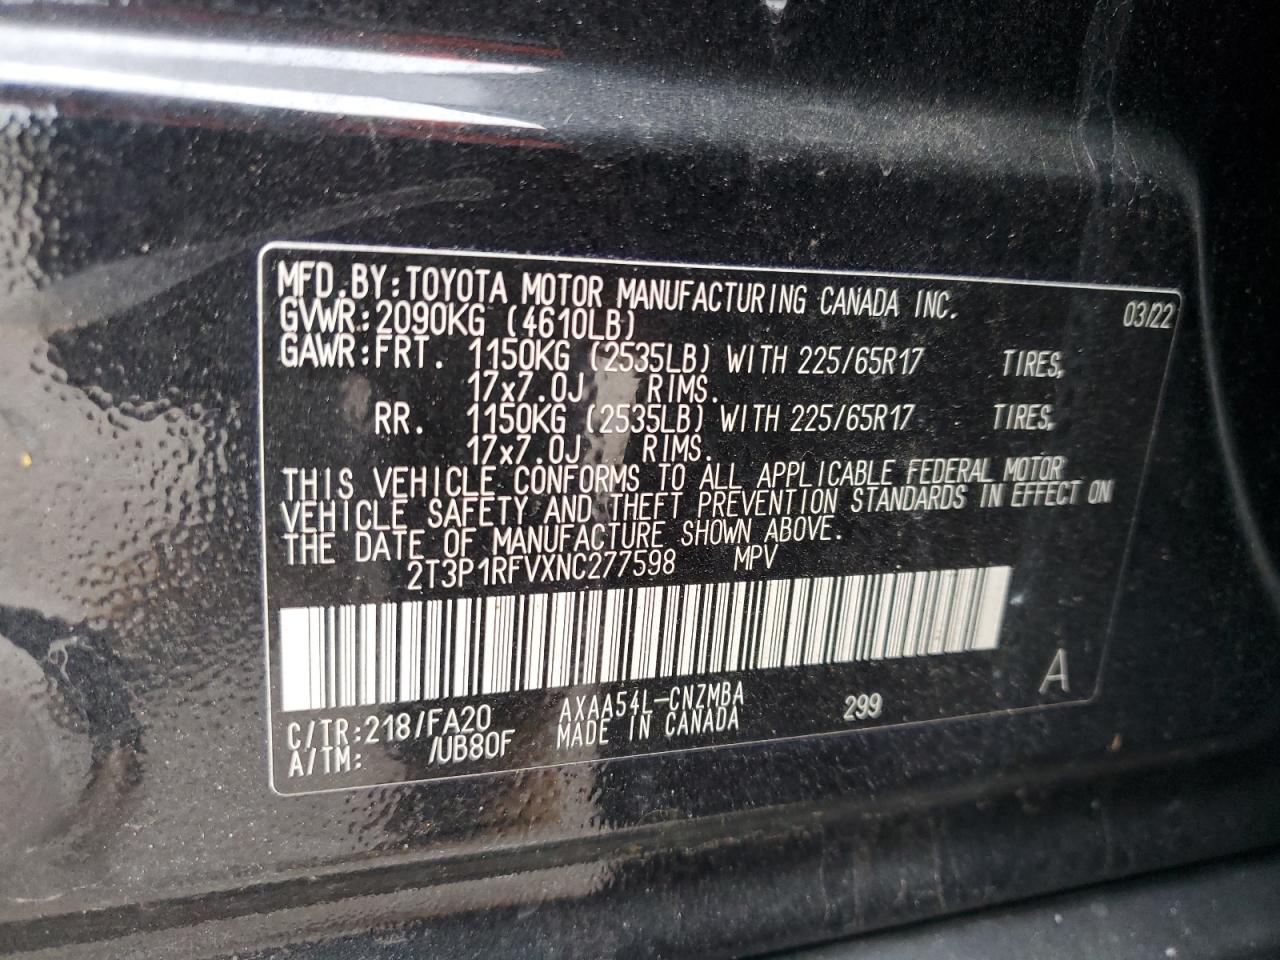 MFD.BY:TOYOTA MOTOR MANUFACTURING CANADA INC. 03/22
GVWR:2090KG (4610LB)
GAWR:FRT. 1150KG (2535LB) WITH 225/65R17 TIRES,
17x7.0J RIMS.
RR. 1150KG (2535LB) WITH 225/65R17 TIRES,
17x7.0J RIMS.
THIS VEHICLE CONFORMS TO ALL APPLICABLE FEDERAL MOTOR
VEHICLE SAFETY AND THEFT PREVENTION STANDARDS IN EFFECT ON
THE DATE OF MANUFACTURE SHOWN ABOVE.
2T3P1RFVXNC277598 MPV
C/TR:218/FA20 AXAA54L-CNZMBA 299 A
A/TM: /UB80F MADE IN CANADA